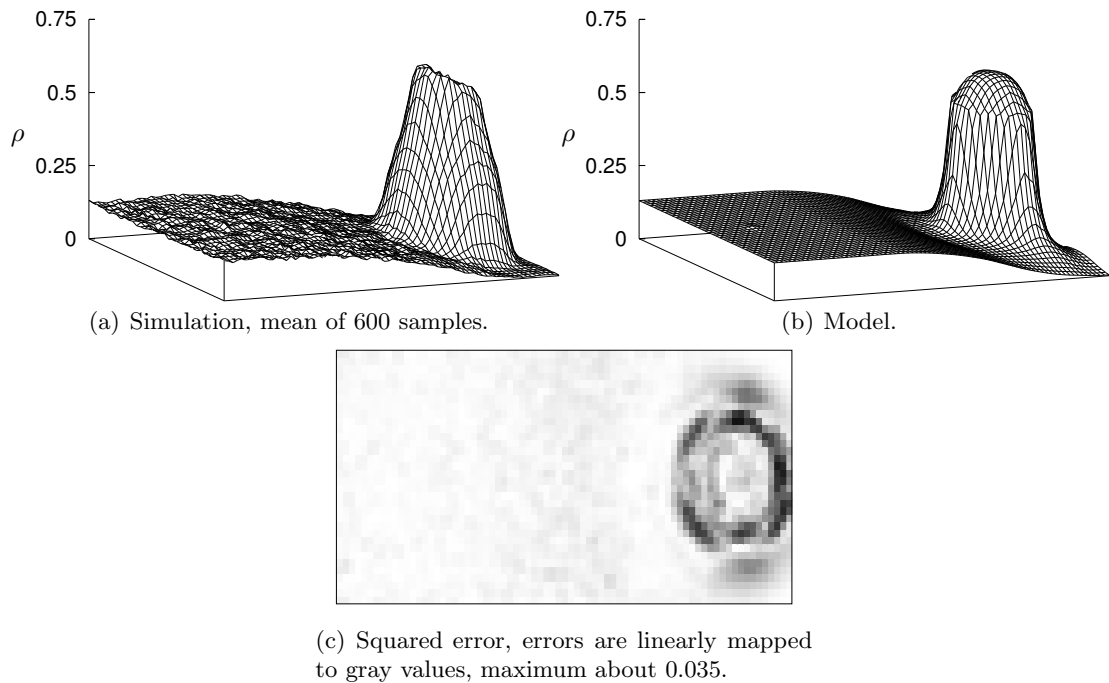 0.75
0.5
ρ
0.25
0
(a) Simulation, mean of 600 samples.
0.75
0.5
ρ
0.25
0
(b) Model.
(c) Squared error, errors are linearly mapped
to gray values, maximum about 0.035.